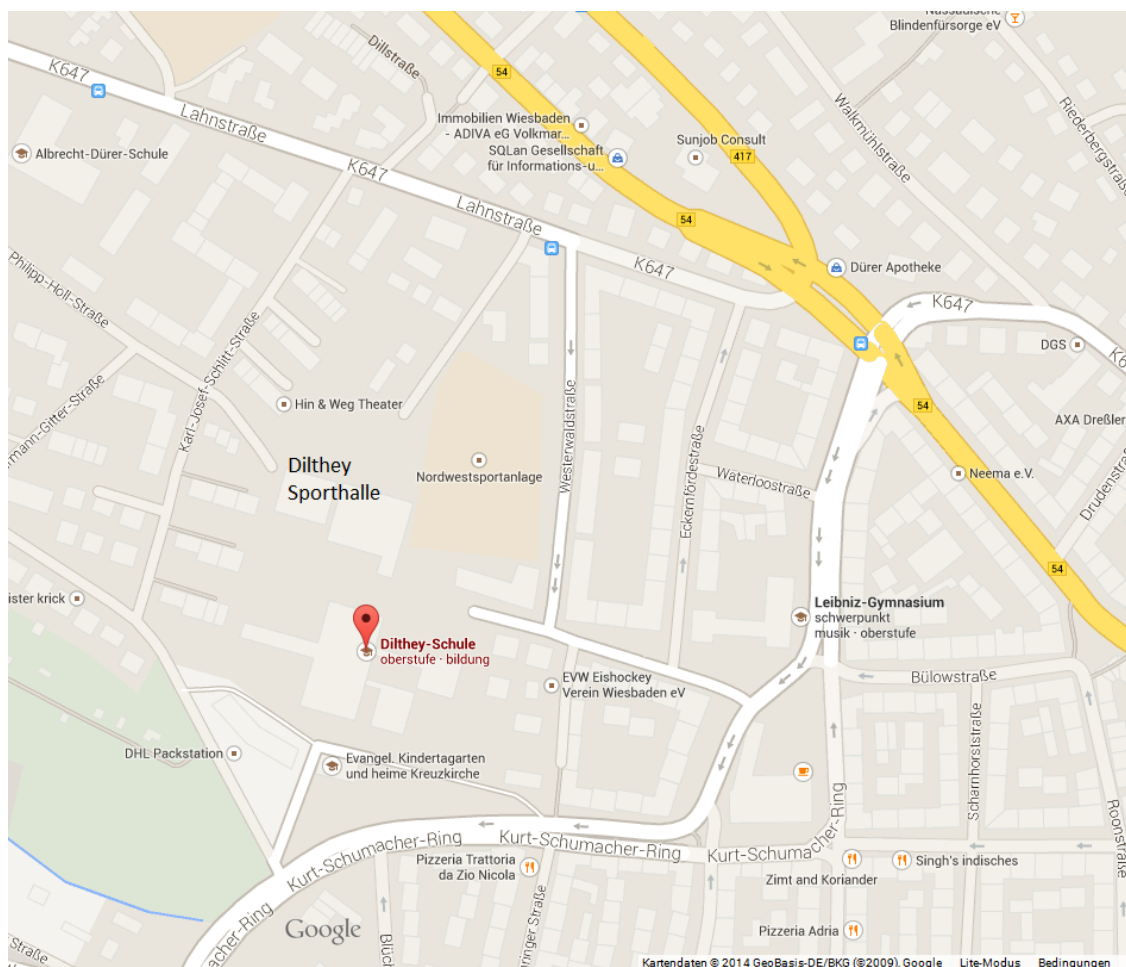 Nassauische
Blindenfürsorge eV
K647
Dillstraße
54
Lahnstraße
Immobilien Wiesbaden
- ADIVA eG Volkmar...
SQLan Gesellschaft
für Informations-u...
Sunjob Consult
417
Walkmühlstraße
Riederbergstraße
Albrecht-Dürer-Schule
K647
Lahnstraße
54
K647
Dürer Apotheke
K647
DGS
Philipp-Holl-Straße
Karl-Josef-Schlitt-Straße
Hin & Weg Theater
54
AXA Dreßler
Dilthey
Sporthalle
Nordwestsportanlage
Westerwaldstraße
Eckernfördestraße
Waterloostraße
Neema e.V.
Drudenstraße
54
ister krick
Leibniz-Gymnasium
schwerpunkt
musik · oberstufe
Dilthey-Schule
oberstufe · bildung
EVW Eishockey
Verein Wiesbaden eV
Bülowstraße
Scharnhorststraße
DHL Packstation
Evangel. Kindertagarten
und heime Kreuzkirche
Roonstraße
Kurt-Schumacher-Ring
Kurt-Schumacher-Ring
Kurt-Schumacher-Ring
Pizzeria Trattoria
da Zio Nicola
Singh's indisches
Zimt and Koriander
Google
Pizzeria Adria
Kartendaten © 2014 GeoBasis-DE/BKG (©2009), Google Lite-Modus Bedingungen